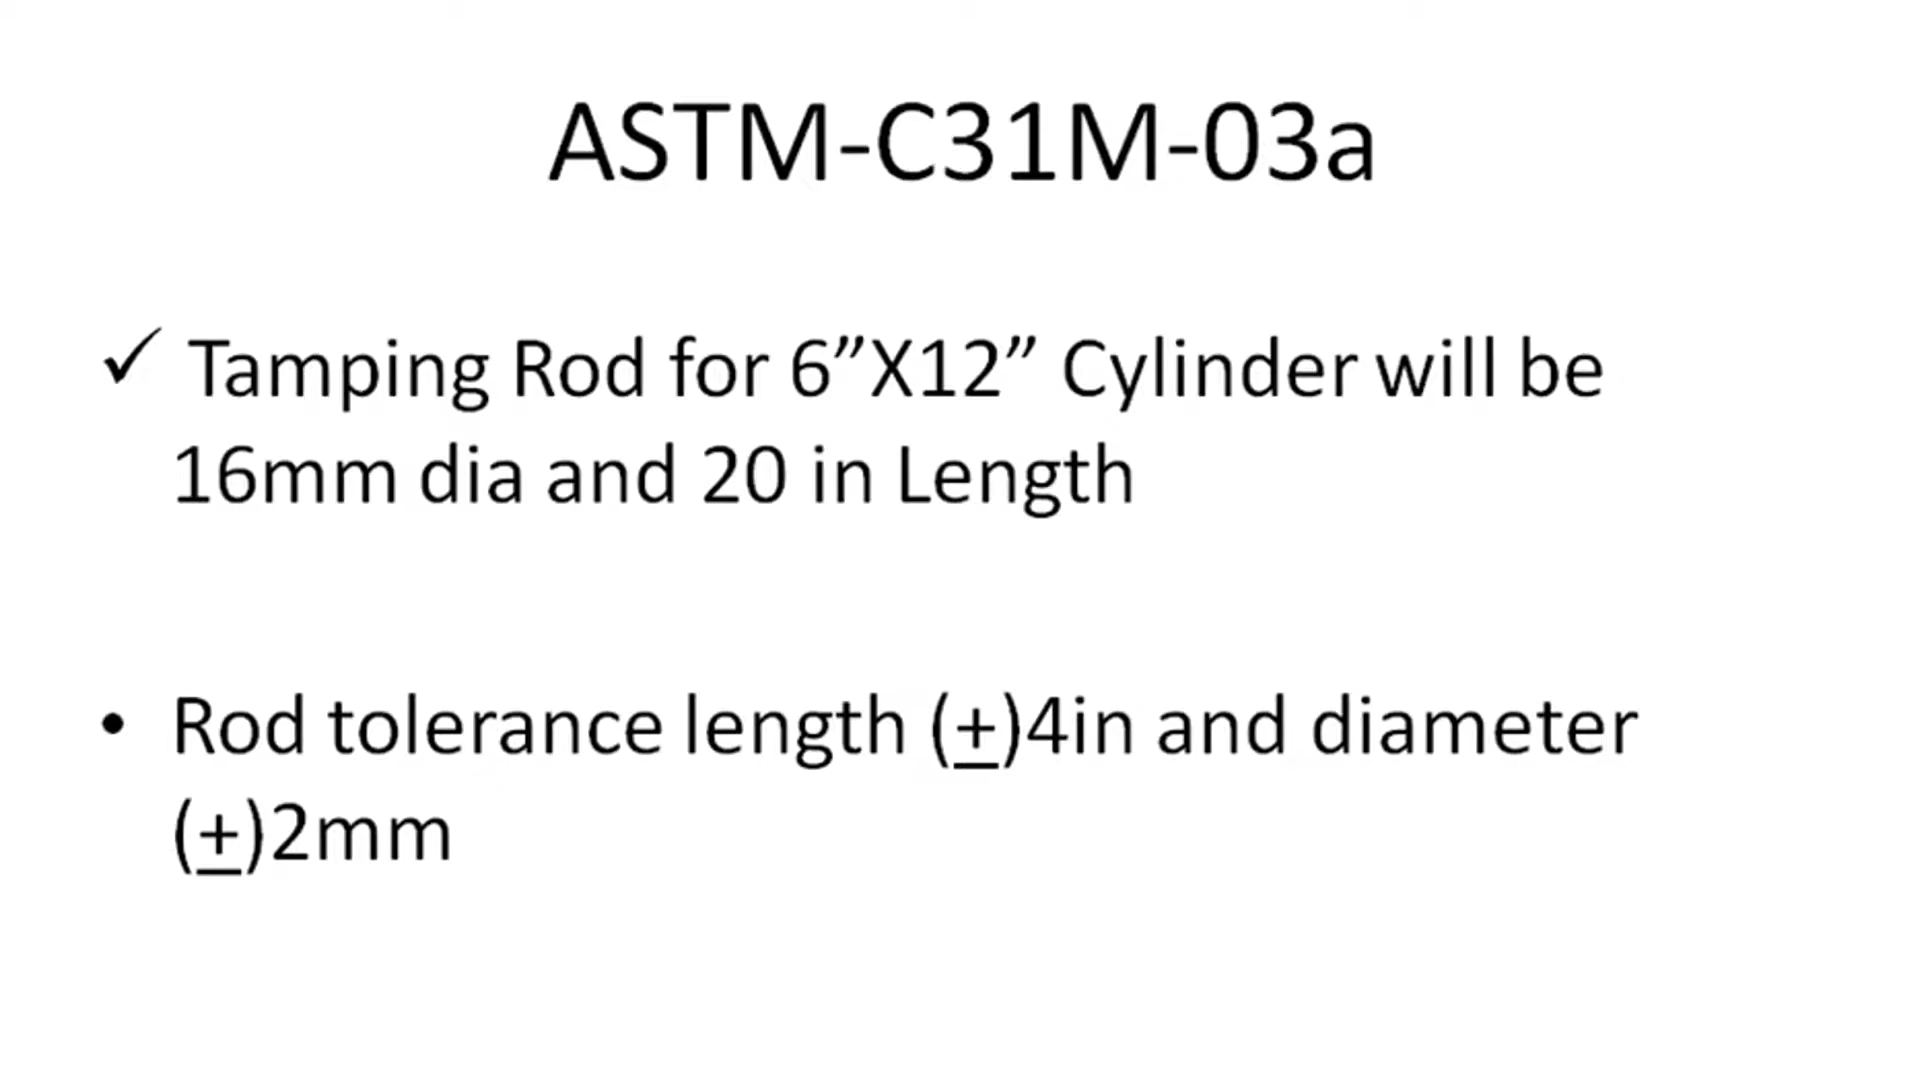 ASTM-C31M-03a
✓ Tamping Rod for 6”X12” Cylinder will be
16mm dia and 20 in Length
• Rod tolerance length (±)4in and diameter
(±)2mm